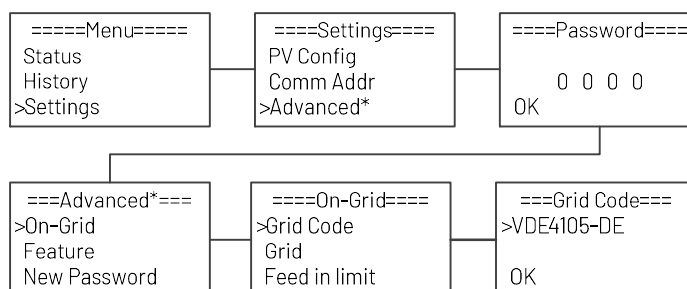 =====Menu=====
Status
History
>Settings
====Settings====
PV Config
Comm Addr
>Advanced*
====Password====
0 0 0 0
OK
===Advanced*===
>On-Grid
Feature
New Password
====On-Grid====
>Grid Code
Grid
Feed in limit
===Grid Code===
>VDE4105-DE
OK